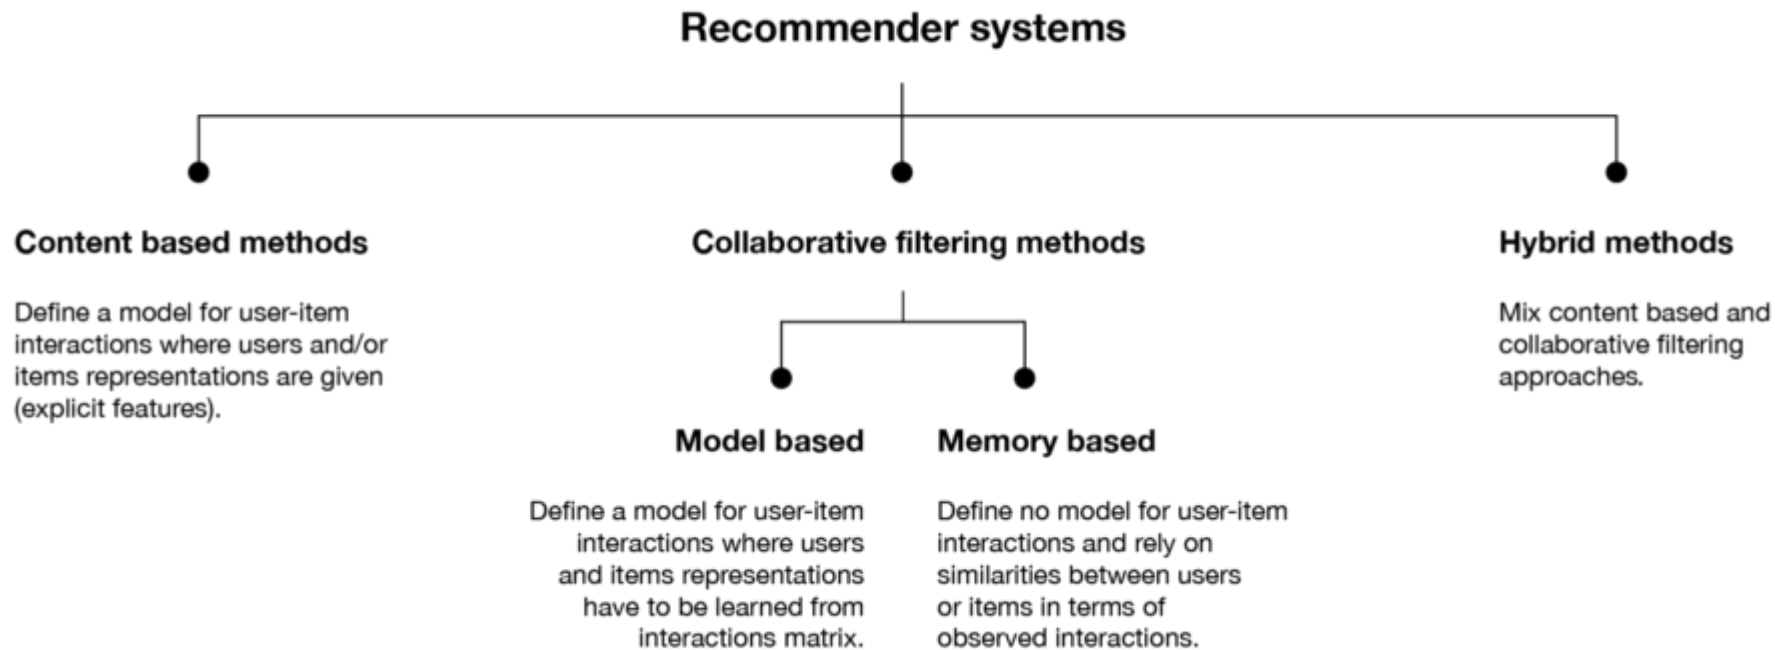 Recommender systems
Content based methods
Define a model for user-item
interactions where users and/or
items representations are given
(explicit features).
Collaborative filtering methods
Model based
Define a model for user-item
interactions where users
and items representations
have to be learned from
interactions matrix.
Memory based
Define no model for user-item
interactions and rely on
similarities between users
or items in terms of
observed interactions.
Hybrid methods
Mix content based and
collaborative filtering
approaches.